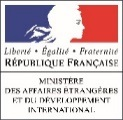 Liberté • Égalité • Fraternité
RÉPUBLIQUE FRANÇAISE
MINISTÈRE
DES AFFAIRES ÉTRANGÈRES
ET DU DÉVELOPPEMENT
INTERNATIONAL